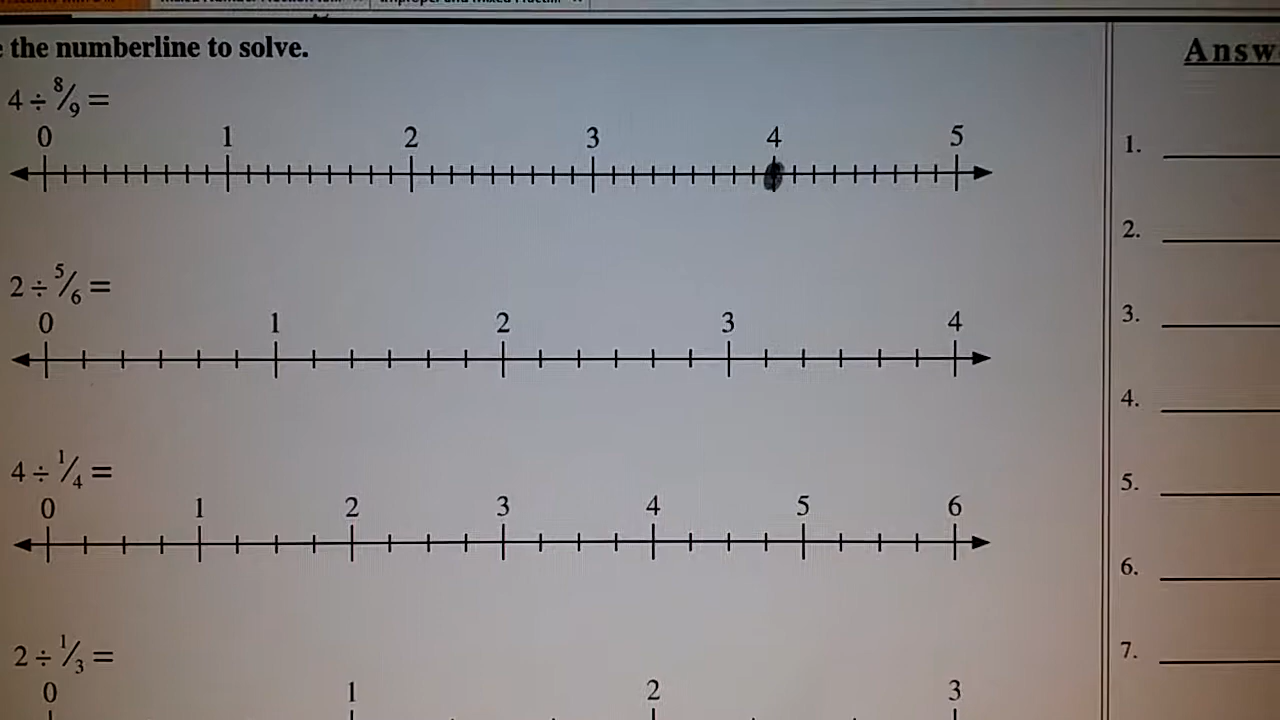 the numberline to solve.
Answ
4 ÷ 8/9 =
0 1 2 3 4 5
1.
2.
2 ÷ 5/6 =
0 1 2 3 4
3.
4.
4 ÷ 1/4 =
0 1 2 3 4 5 6
5.
6.
2 ÷ 1/3 =
0 1 2 3
7.